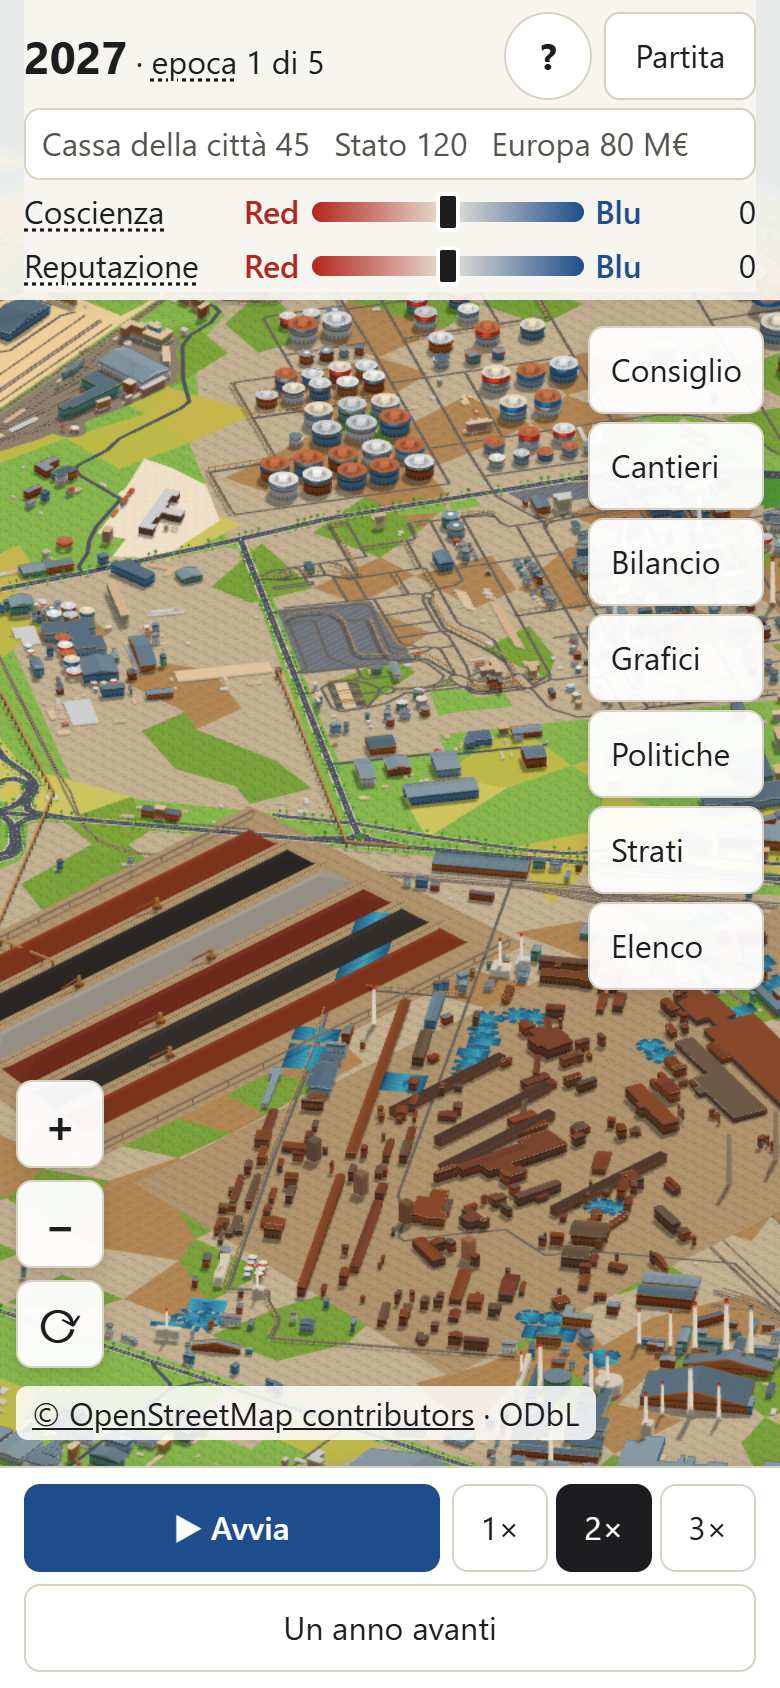 2027 · epoca 1 di 5
?
Partita
Cassa della città 45 Stato 120 Europa 80 M€
Coscienza Red Blu 0
Reputazione Red Blu 0
Consiglio
Cantieri
Bilancio
Grafici
Politiche
Strati
Elenco
+
−
© OpenStreetMap contributors · ODbL
▶ Avvia
1×
2×
3×
Un anno avanti